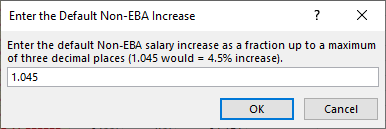 Enter the Default Non-EBA Increase
?
Enter the default Non-EBA salary increase as a fraction up to a maximum
of three decimal places (1.045 would = 4.5% increase).
1.045
OK Cancel